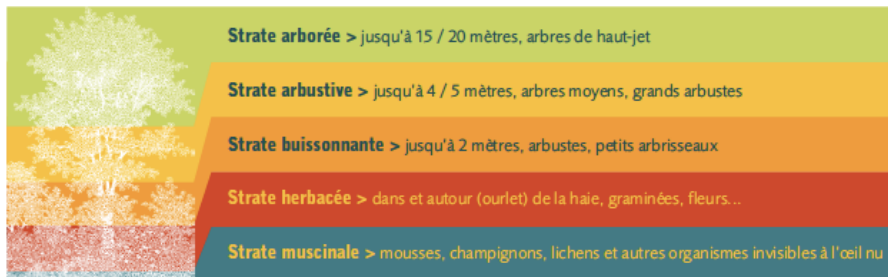 Strate arborée > jusqu'à 15 / 20 mètres, arbres de haut-jet
Strate arbustive > jusqu'à 4 / 5 mètres, arbres moyens, grands arbustes
Strate buissonnante > jusqu'à 2 mètres, arbustes, petits arbrisseaux
Strate herbacée > dans et autour (ourlet) de la haie, graminées, fleurs...
Strate muscinale > mousses, champignons, lichens et autres organismes invisibles à l'œil nu